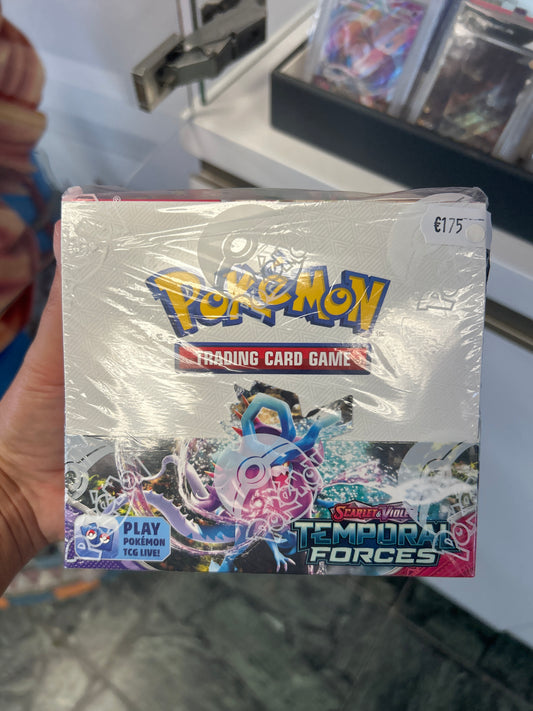 €175
POKéMON
TRADING CARD GAME
PLAY
POKÉMON
TCG LIVE!
SCARLET & VIOLET
TEMPORAL
FORCES